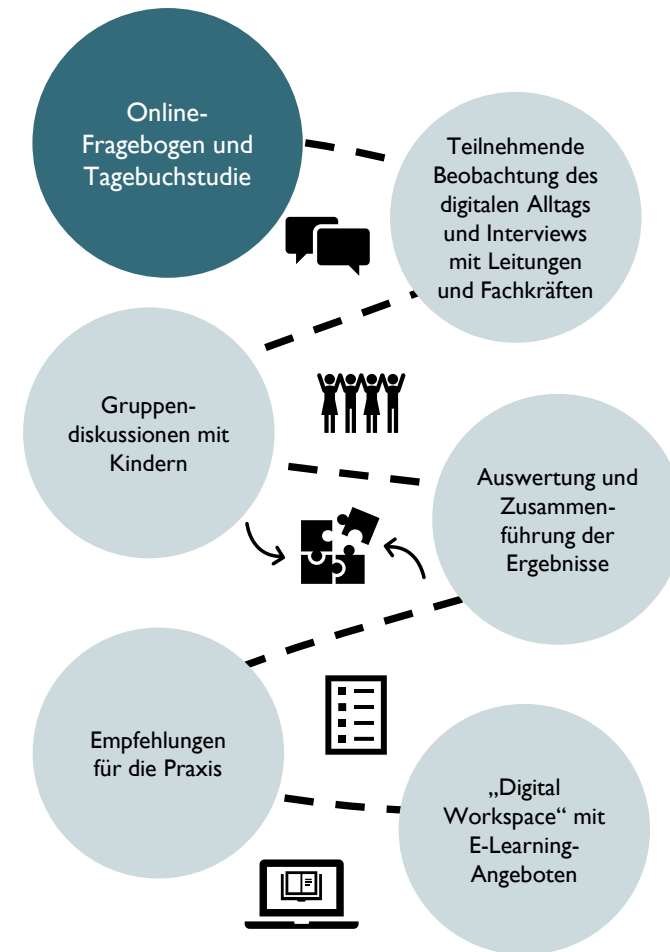 Online-
Fragebogen und
Tagebuchstudie
Teilnehmende
Beobachtung des
digitalen Alltags
und Interviews
mit Leitungen
und Fachkräften
Gruppen-
diskussionen mit
Kindern
Auswertung und
Zusammen-
führung der
Ergebnisse
Empfehlungen
für die Praxis
„Digital
Workspace“ mit
E-Learning-
Angeboten